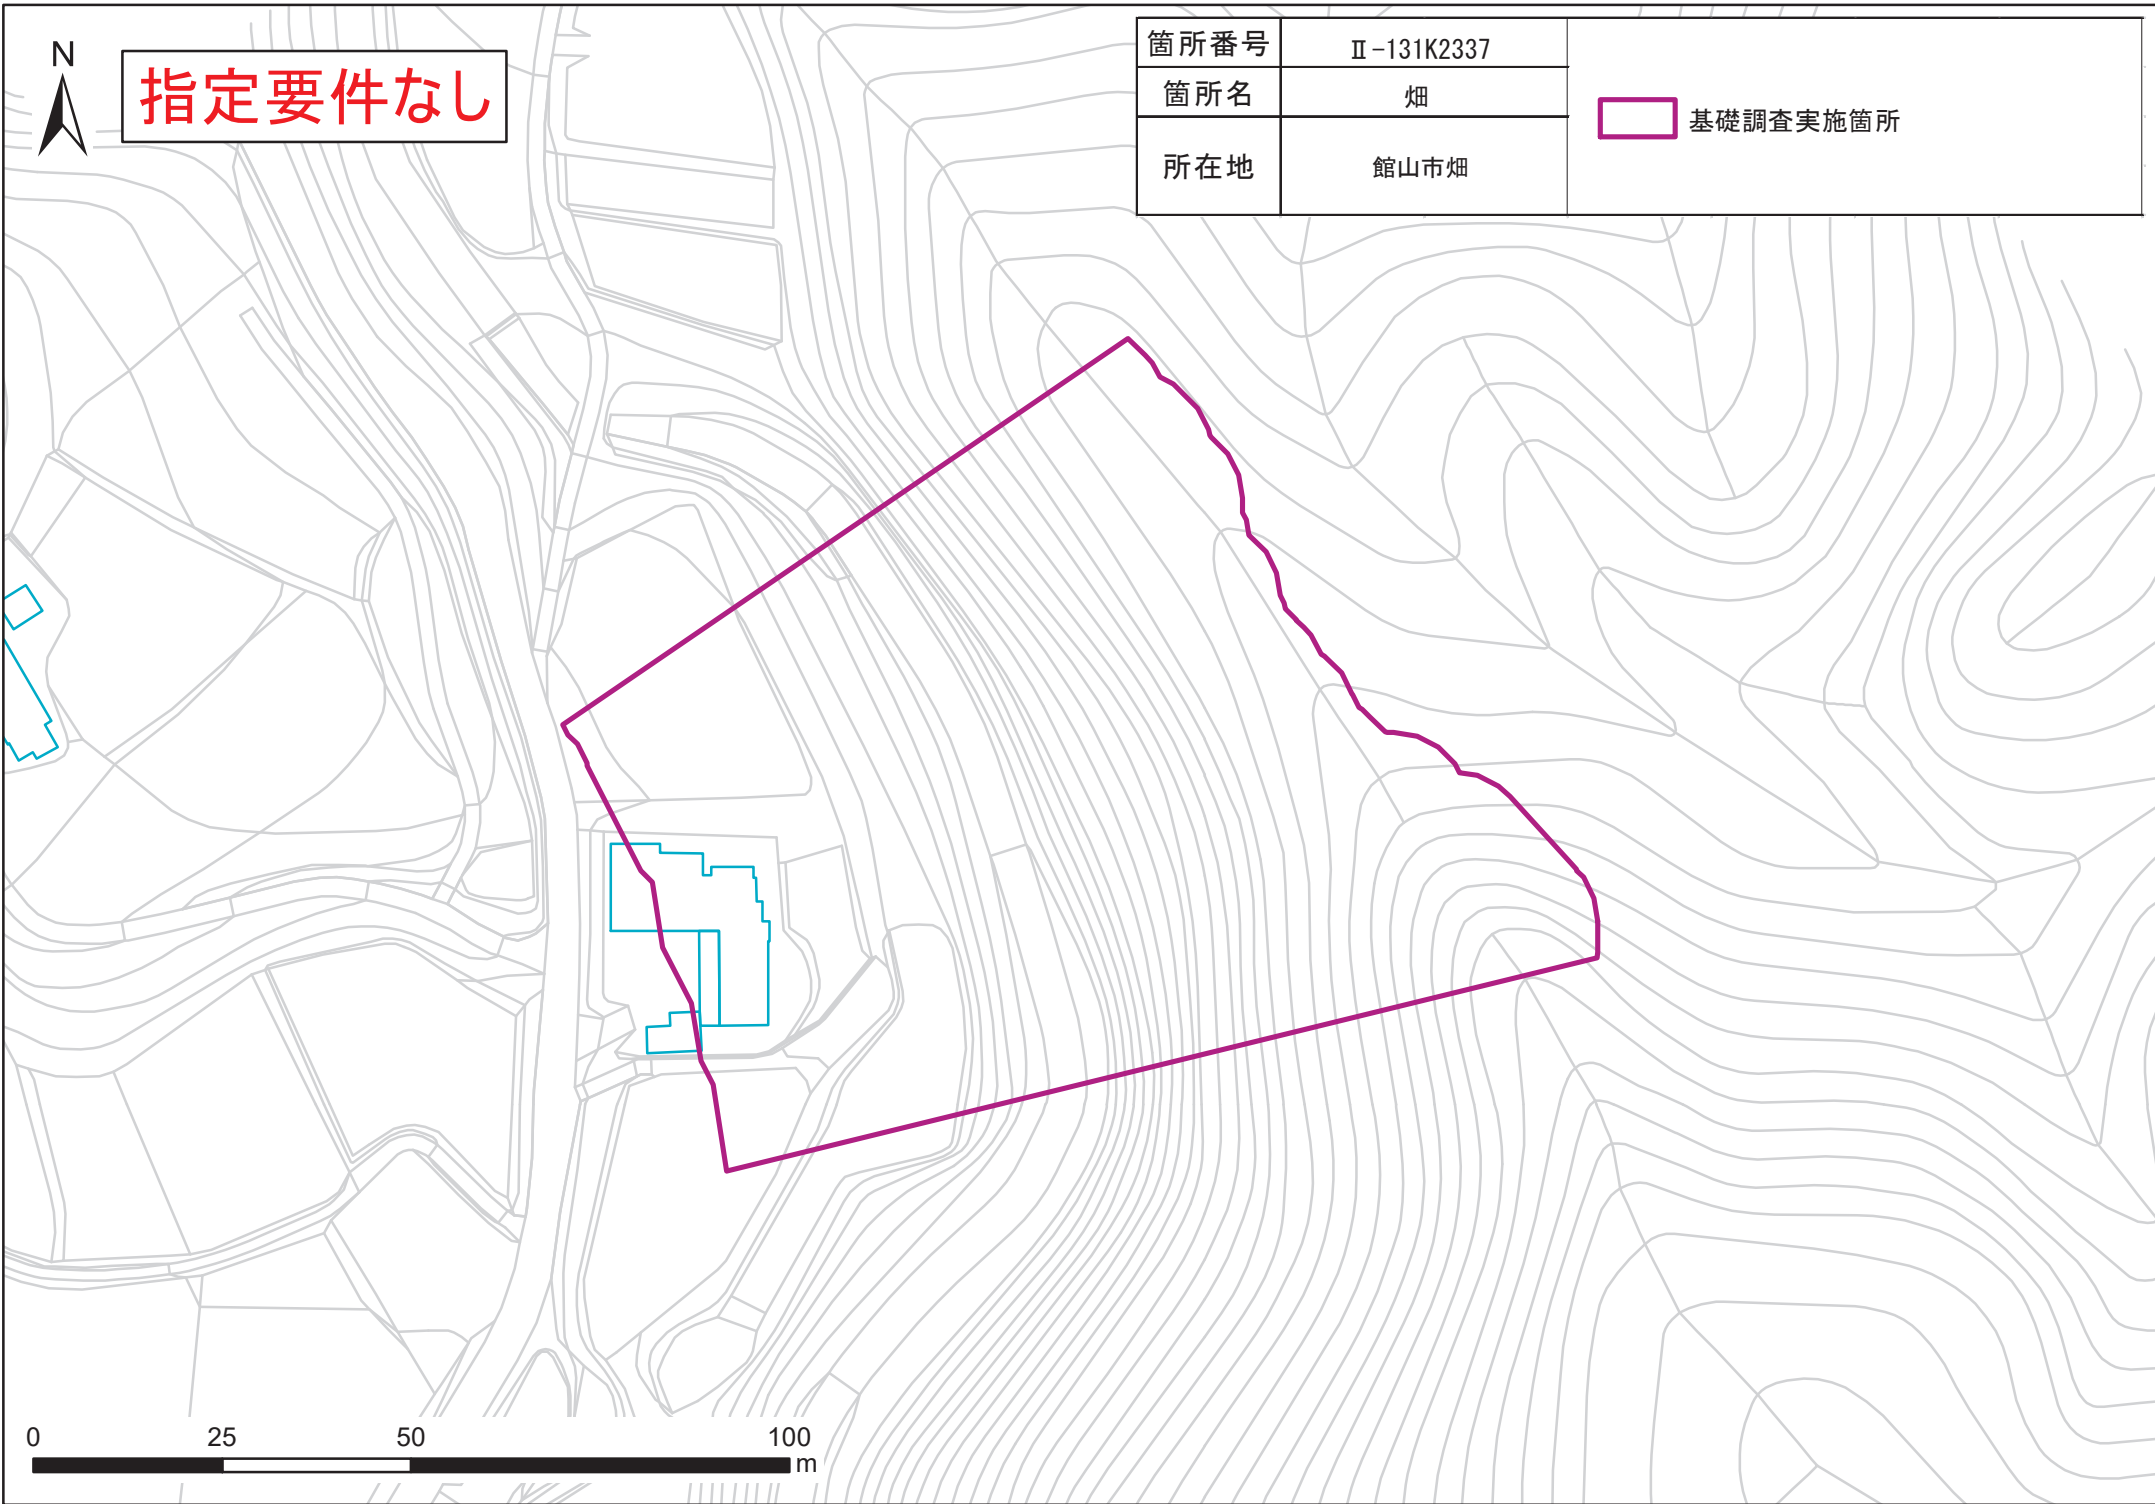 N
指定要件なし
箇所番号 Ⅱ-131K2337
箇所名 畑
所在地 館山市畑
基礎調査実施箇所
0 25 50 100
m